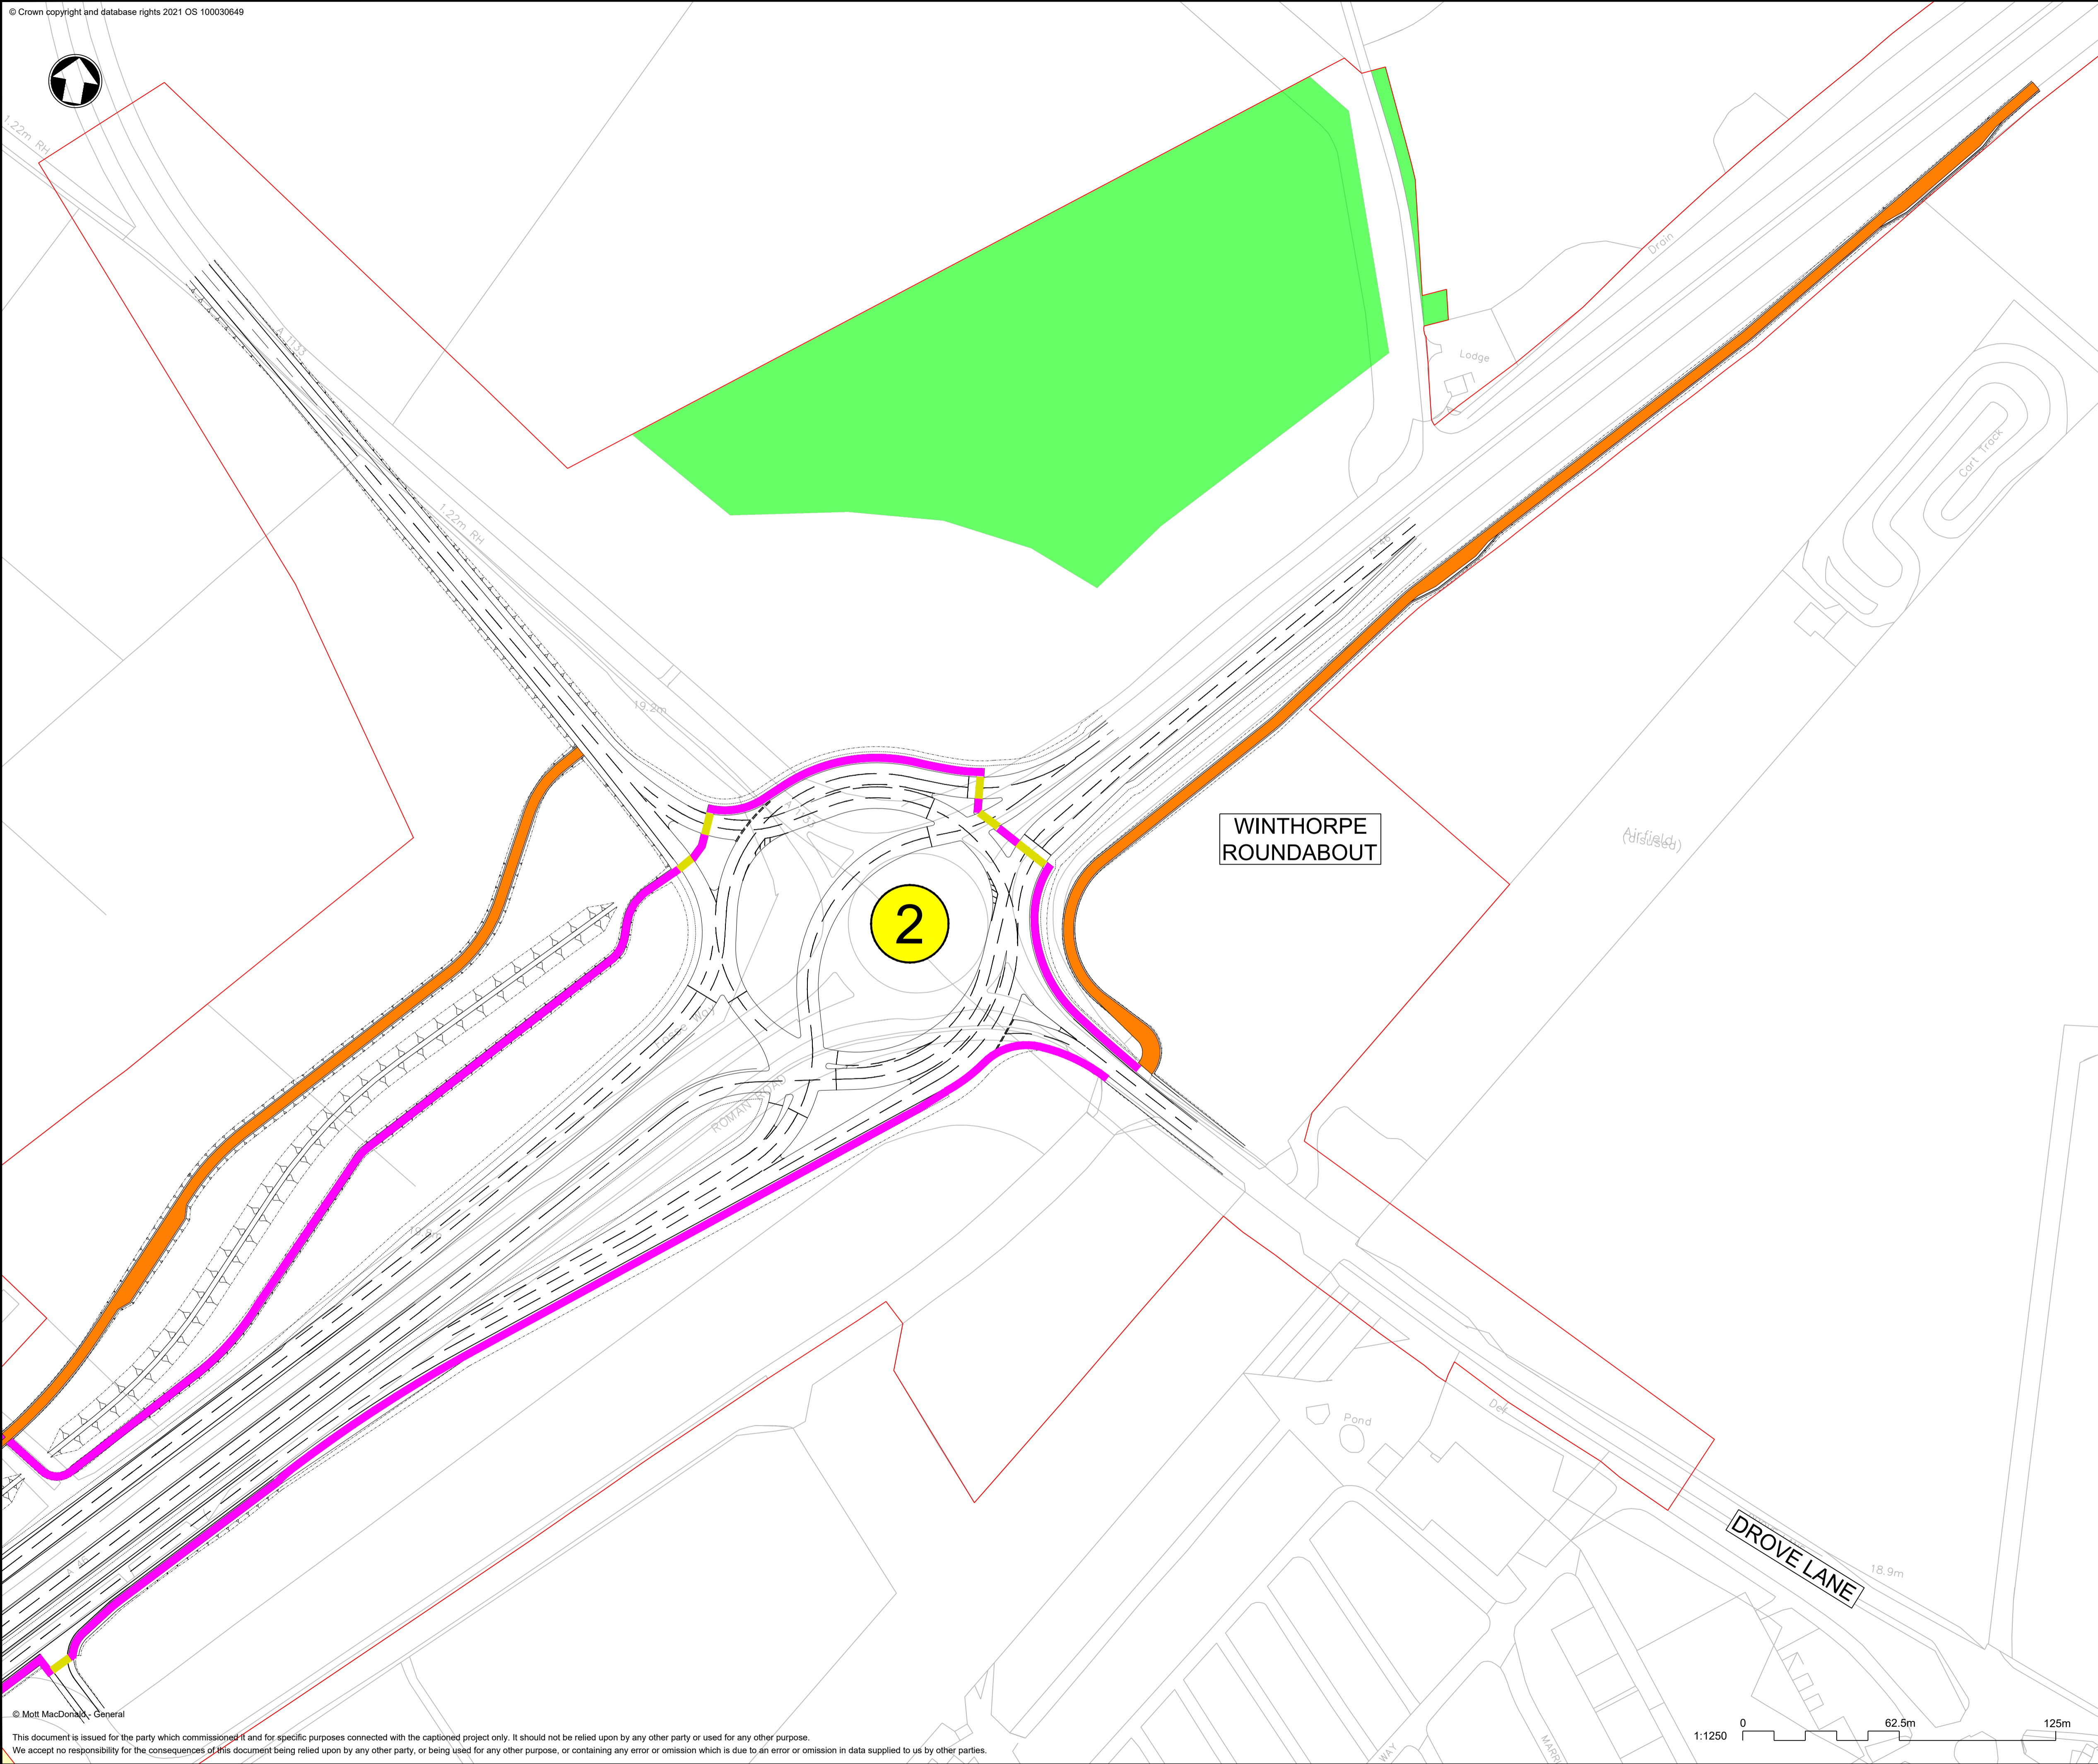 © Crown copyright and database rights 2021 OS 100030649
1.22m RH
A 1133
Drain
Lodge
Cart Track
1.22m RH
A 46
19.2m
A 1133
WINTHORPE
ROUNDABOUT
Airfield
(disused)
2
ROMAN ROAD
19.8m
Pond
A 46
DROVE LANE
18.9m
WAY
© Mott MacDonald - General
This document is issued for the party which commissioned it and for specific purposes connected with the captioned project only. It should not be relied upon by any other party or used for any other purpose.
We accept no responsibility for the consequences of this document being relied upon by any other party, or being used for any other purpose, or containing any error or omission which is due to an error or omission in data supplied to us by other parties.
1:1250
0
62.5m
125m